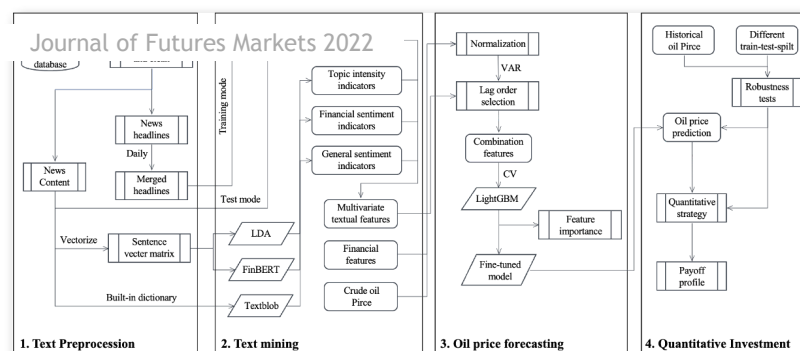 Journal of Futures Markets 2022
database
News
headlines
Daily
News
Content
Merged
headlines
Vectorize
Sentence
vecter matrix
Built-in dictionary
1. Text Preprocession
Training mode
Test mode
Topic intensity
indicators
Financial sentiment
indicators
General sentiment
indicators
LDA
FinBERT
Textblob
Multivariate
textual features
Financial
features
Crude oil
Pirce
2. Text mining
Normalization
VAR
Lag order
selection
Combination
features
CV
LightGBM
Feature
importance
Fine-tuned
model
3. Oil price forecasting
Historical
oil Pirce
Different
train-test-spilt
Robustness
tests
Oil price
prediction
Quantitative
strategy
Payoff
profile
4. Quantitative Investment